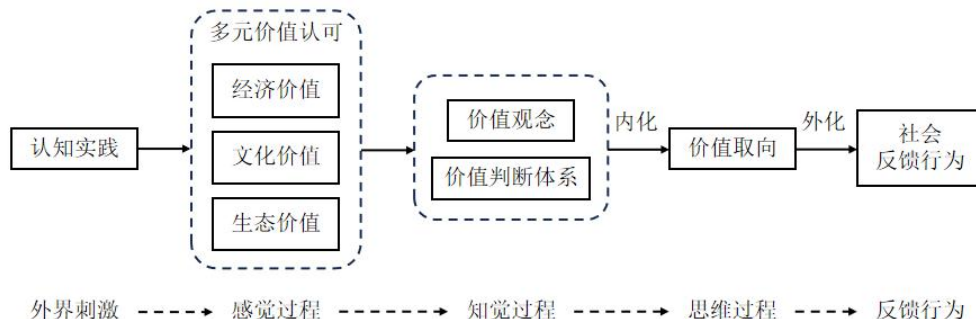 多元价值认可
经济价值
文化价值
生态价值
认知实践
价值观念
价值判断体系
内化
价值取向
外化
社会
反馈行为
外界刺激
感觉过程
知觉过程
思维过程
反馈行为